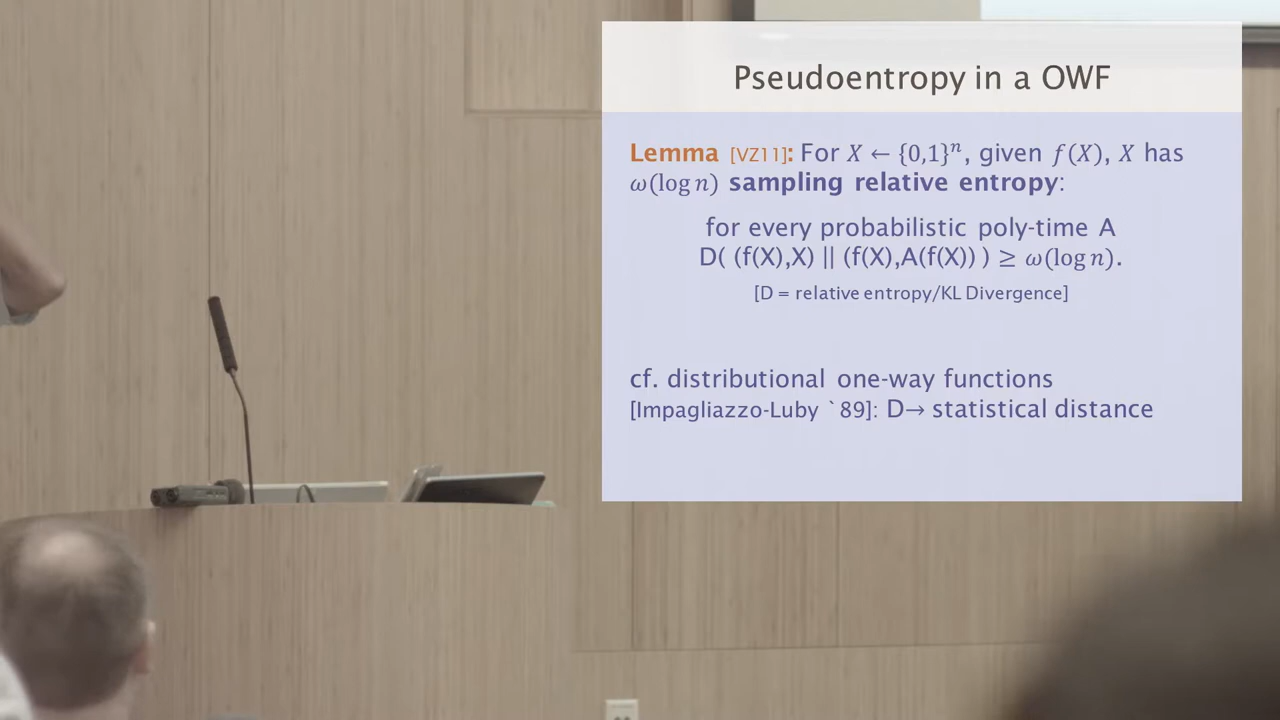 Pseudoentropy in a OWF
Lemma [VZ11]: For X ← {0,1}ⁿ, given f(X), X has
ω(log n) sampling relative entropy:
for every probabilistic poly-time A
D( (f(X),X) || (f(X),A(f(X)) ) ≥ ω(log n).
[D = relative entropy/KL Divergence]
cf. distributional one-way functions
[Impagliazzo-Luby `89]: D→ statistical distance